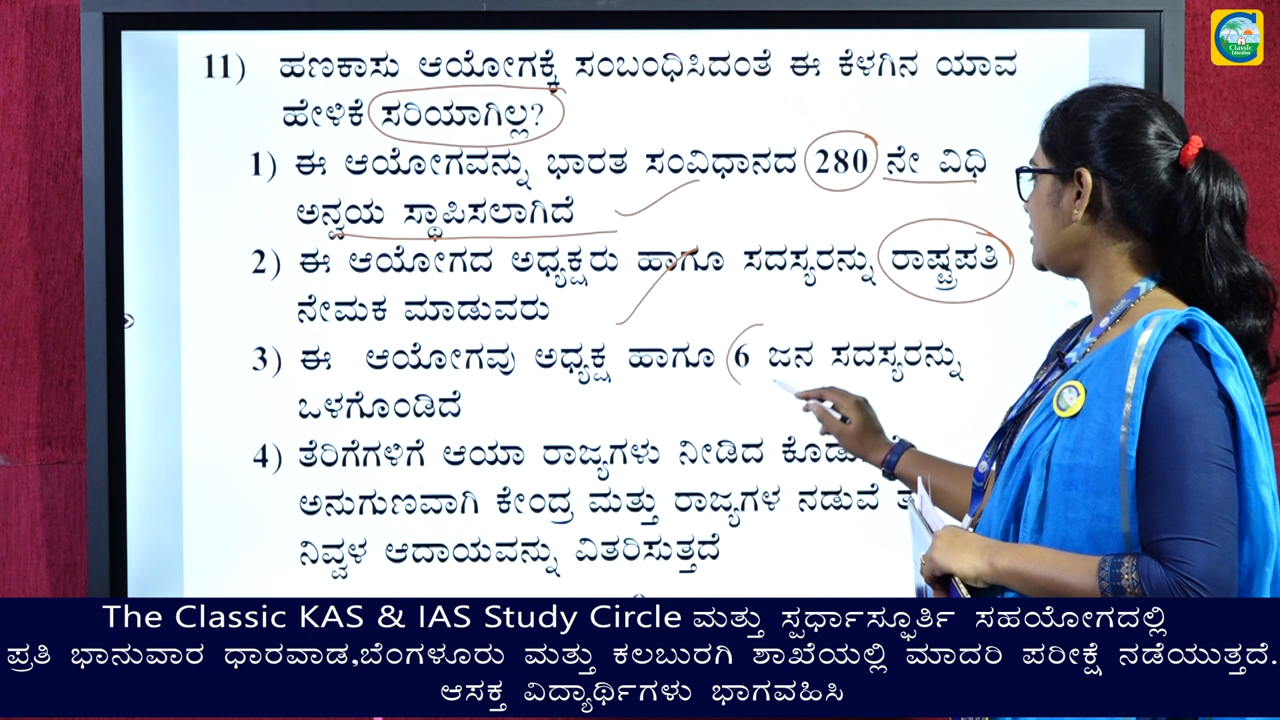 Classic
Education
11) ಹಣಕಾಸು ಆಯೋಗಕ್ಕೆ ಸಂಬಂಧಿಸಿದಂತೆ ಈ ಕೆಳಗಿನ ಯಾವ
ಹೇಳಿಕೆ ಸರಿಯಾಗಿಲ್ಲ?
1) ಈ ಆಯೋಗವನ್ನು ಭಾರತ ಸಂವಿಧಾನದ 280 ನೇ ವಿಧಿ
ಅನ್ವಯ ಸ್ಥಾಪಿಸಲಾಗಿದೆ
2) ಈ ಆಯೋಗದ ಅಧ್ಯಕ್ಷರು ಹಾಗೂ ಸದಸ್ಯರನ್ನು ರಾಷ್ಟ್ರಪತಿ
ನೇಮಕ ಮಾಡುವರು
3) ಈ ಆಯೋಗವು ಅಧ್ಯಕ್ಷ ಹಾಗೂ 6 ಜನ ಸದಸ್ಯರನ್ನು
ಒಳಗೊಂಡಿದೆ
4) ತೆರಿಗೆಗಳಿಗೆ ಆಯಾ ರಾಜ್ಯಗಳು ನೀಡಿದ
ಅನುಗುಣವಾಗಿ ಕೇಂದ್ರ ಮತ್ತು ರಾಜ್ಯಗಳ ನಡುವೆ
ನಿವ್ವಳ ಆದಾಯವನ್ನು ವಿತರಿಸುತ್ತದೆ
The Classic KAS & IAS Study Circle ಮತ್ತು ಸ್ಪರ್ಧಾಸ್ಫೂರ್ತಿ ಸಹಯೋಗದಲ್ಲಿ
ಪ್ರತಿ ಭಾನುವಾರ ಧಾರವಾಡ,ಬೆಂಗಳೂರು ಮತ್ತು ಕಲಬುರಗಿ ಶಾಖೆಯಲ್ಲಿ ಮಾದರಿ ಪರೀಕ್ಷೆ ನಡೆಯುತ್ತದೆ.
ಆಸಕ್ತ ವಿದ್ಯಾರ್ಥಿಗಳು ಭಾಗವಹಿಸಿ